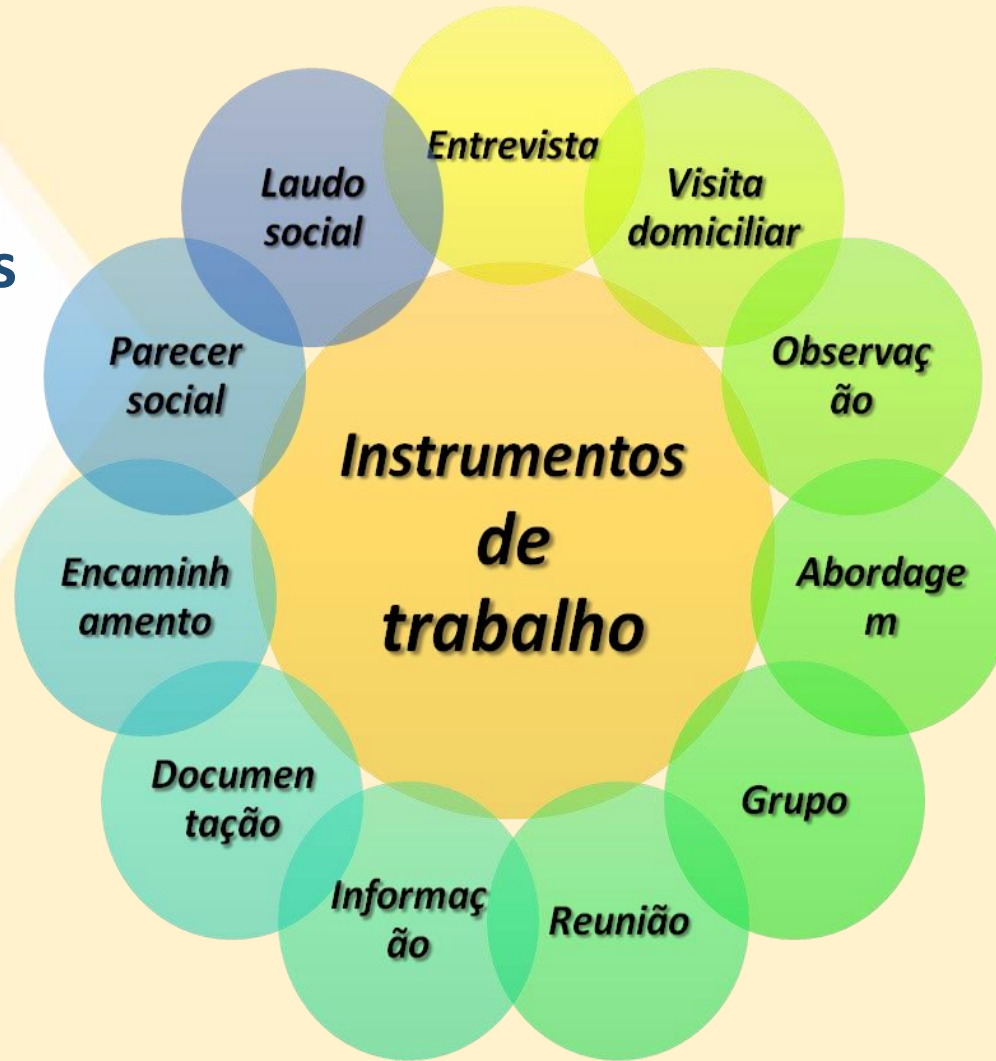 s
Entrevista
Laudo
social
Visita
domiciliar
Observaç
ão
Abordage
m
Grupo
Reunião
Informaç
ão
Documen
tação
Encaminh
amento
Parecer
social
Instrumentos
de
trabalho